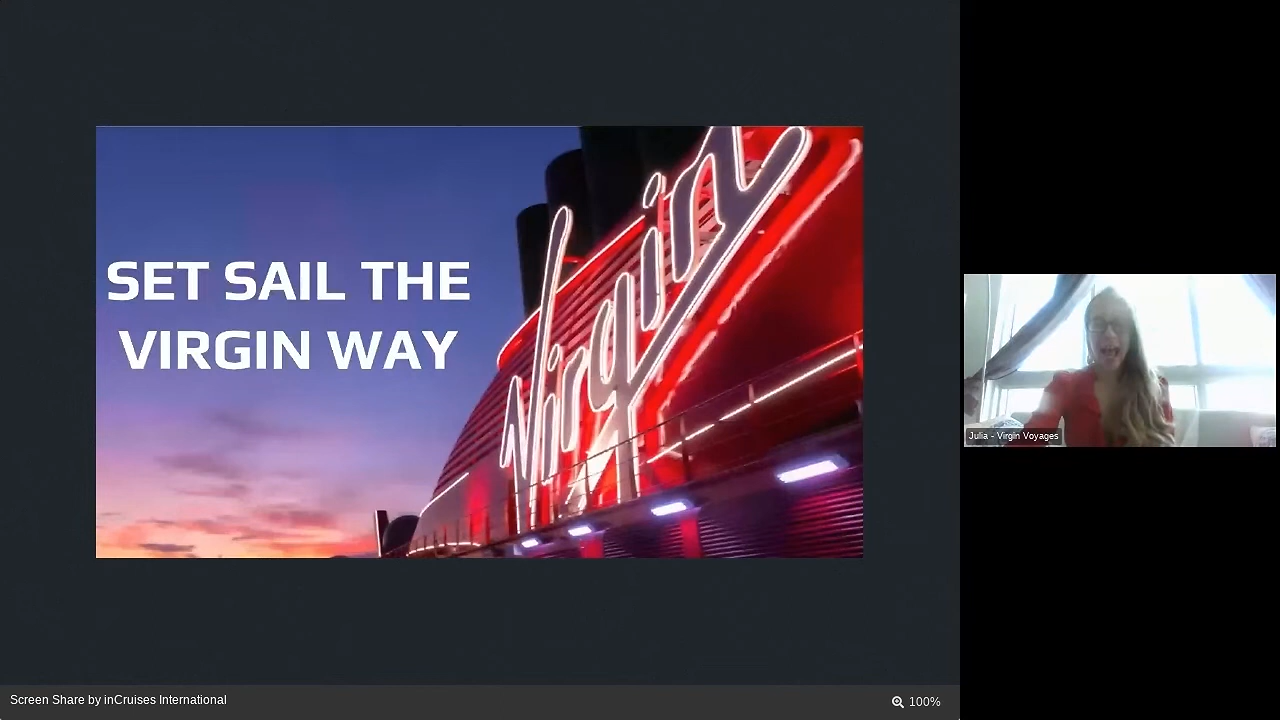 SET SAIL THE
VIRGIN WAY
Virgin
Julia - Virgin Voyages
Screen Share by inCruises International
100%